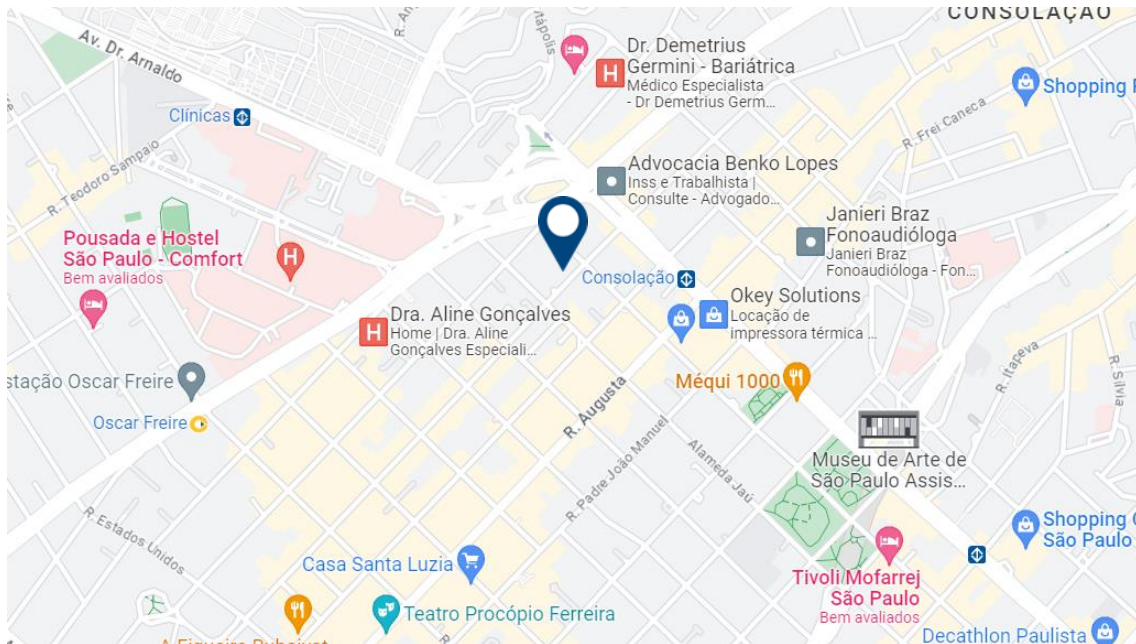 CONSOLAÇÃO
Av. Dr. Arnaldo
Dr. Demetrius
Germini - Bariátrica
Médico Especialista
- Dr Demetrius Germ...
H
Shopping
Clínicas
R. Frei Caneca
R. Teodoro Sampaio
Advocacia Benko Lopes
Inss e Trabalhista |
Consulte - Advogado...
Janieri Braz
Fonoaudióloga
Janieri Braz
Fonoaudióloga - Fon...
Pousada e Hostel
São Paulo - Comfort
Bem avaliados
H
Consolação
Okey Solutions
Locação de
impressora térmica ...
Dra. Aline Gonçalves
Home | Dra. Aline
Gonçalves Especiali...
H
R. Itapeva
R. Sílvia
stação Oscar Freire
Oscar Freire
Méqui 1000
R. Augusta
R. Padre João Manuel
Alameda Jaú
Museu de Arte de
São Paulo Assis...
R. Estados Unidos
Shopping
São Paulo
Casa Santa Luzia
Tivoli Mofarrej
São Paulo
Bem avaliados
Teatro Procópio Ferreira
Decathlon Paulista